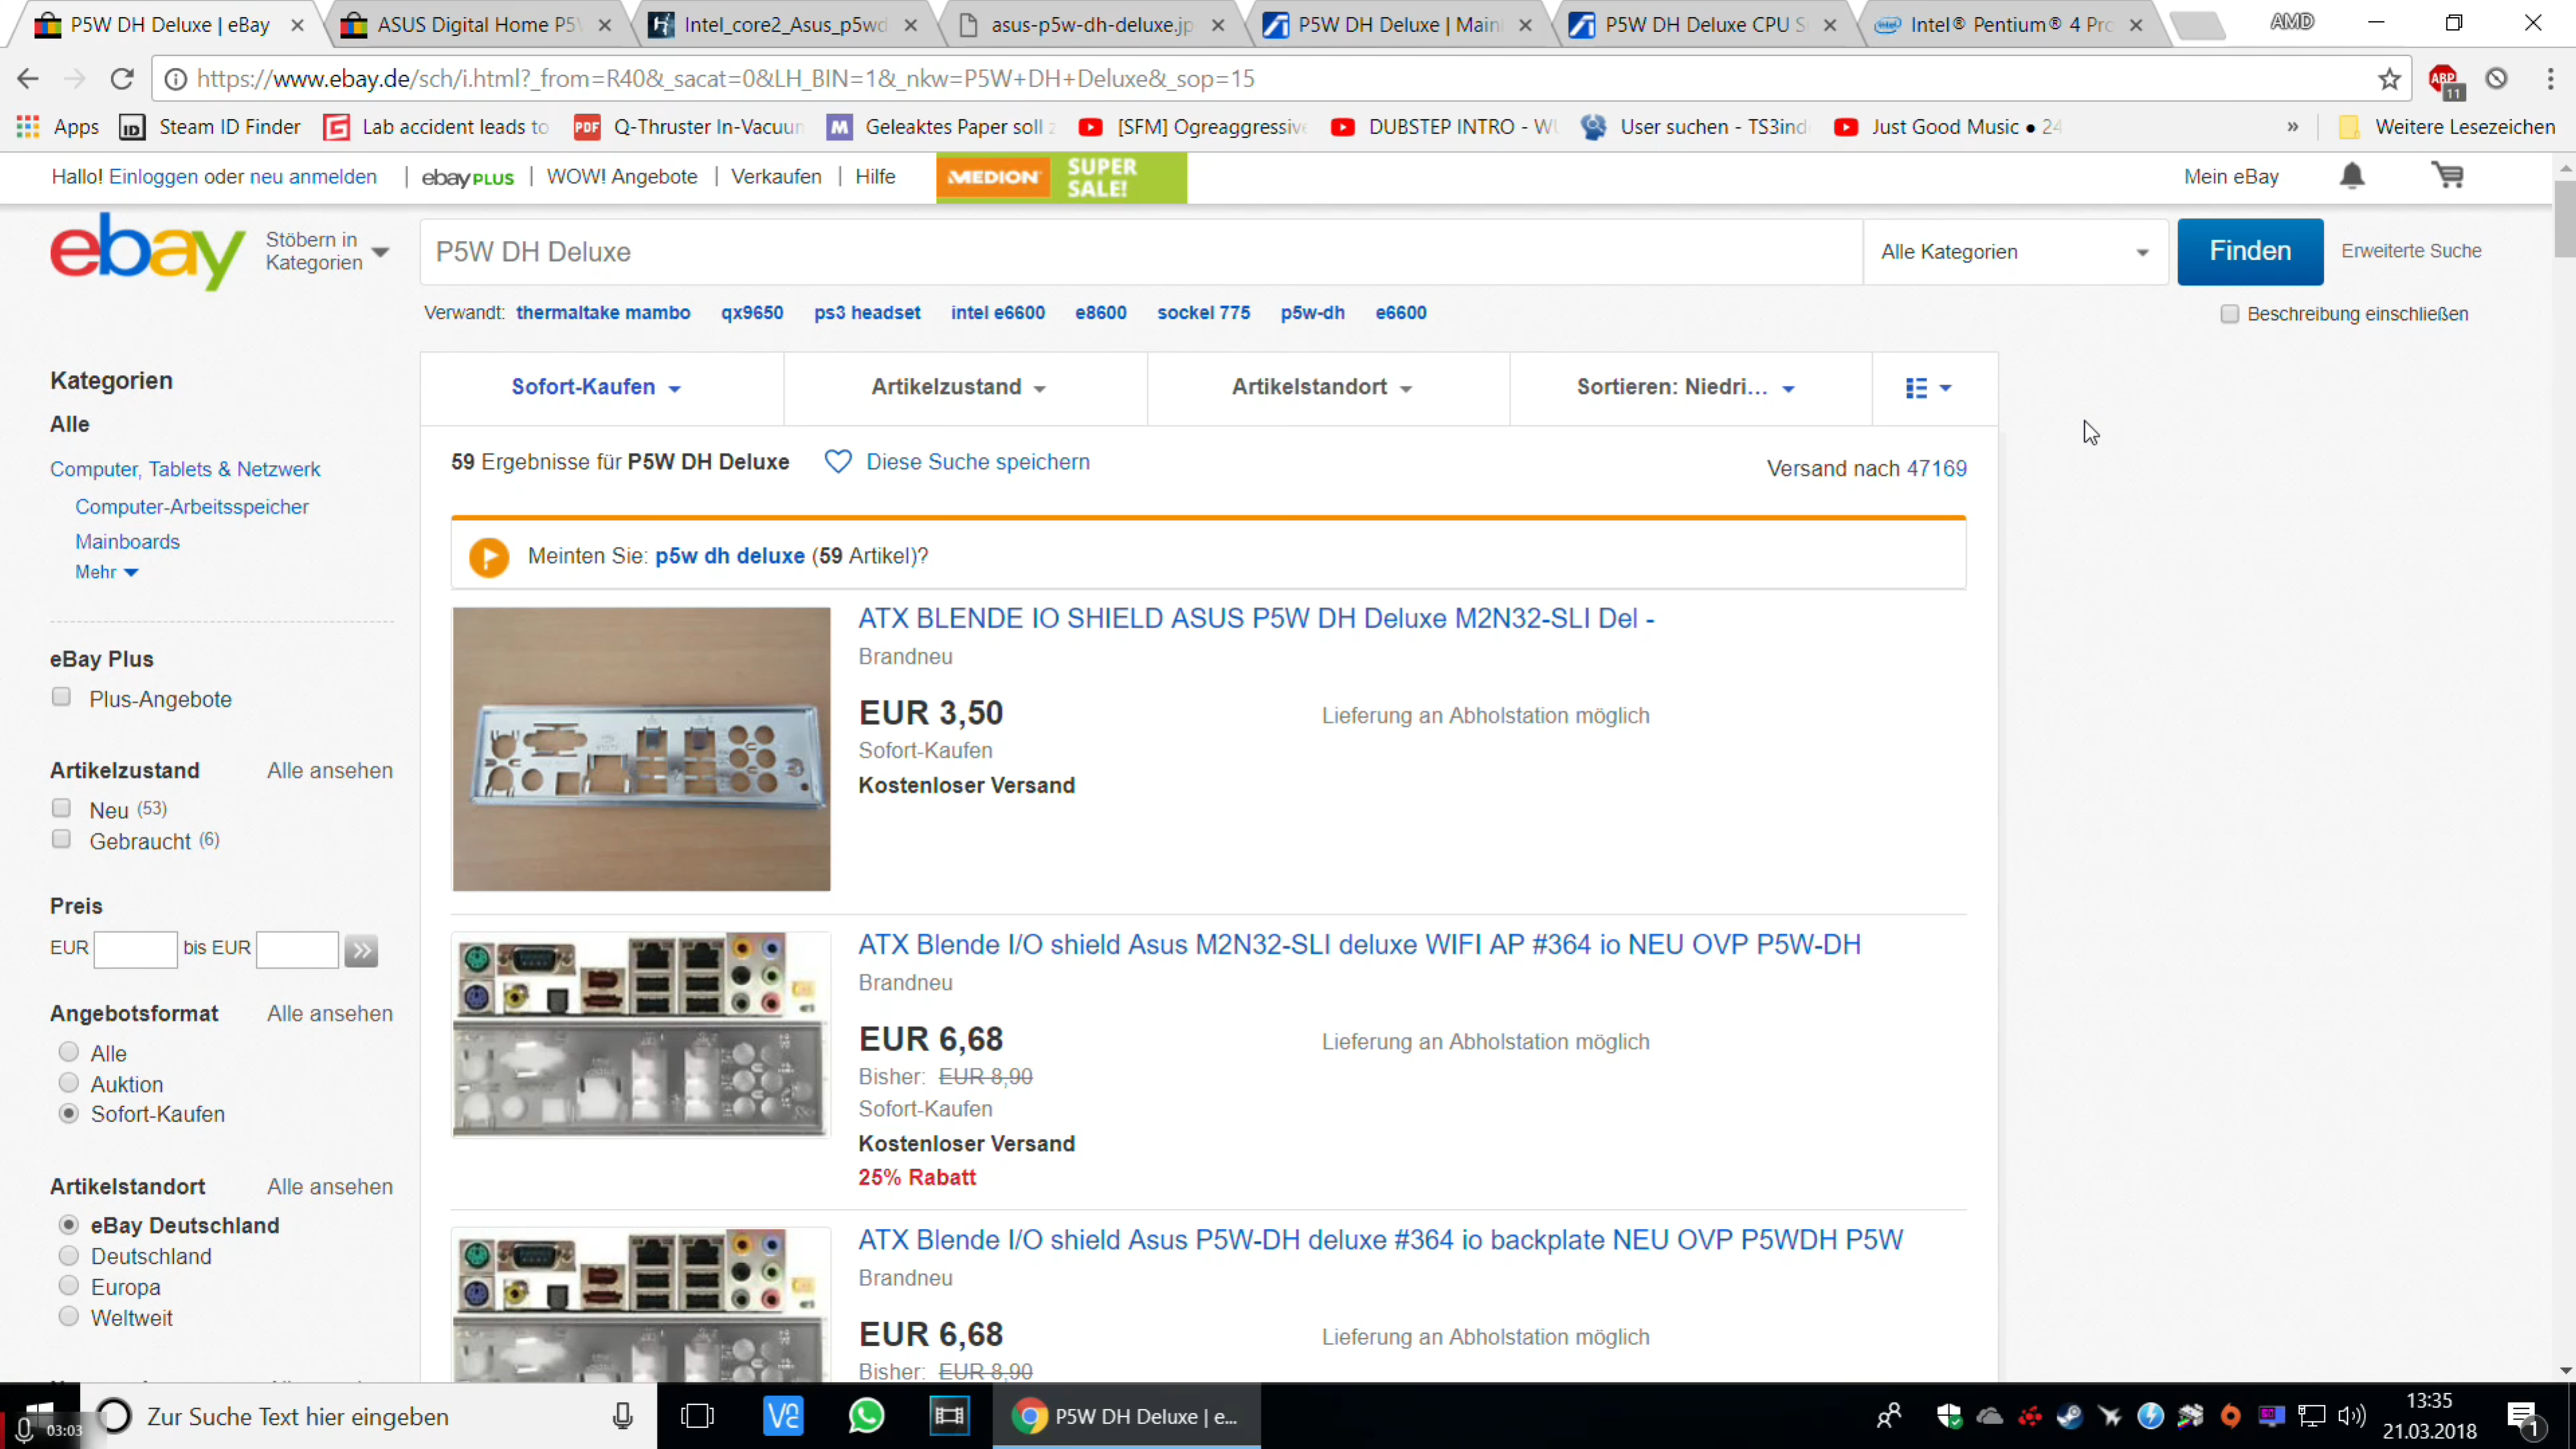 P5W DH Deluxe | eBay
ASUS Digital Home P5
Intel_core2_Asus_p5wd
asus-p5w-dh-deluxe.jp
P5W DH Deluxe | Main
P5W DH Deluxe CPU S
Intel® Pentium® 4 Pro
AMD
https://www.ebay.de/sch/i.html?_from=R40&_sacat=0&LH_BIN=1&_nkw=P5W+DH+Deluxe&_sop=15
ABP
11
Apps
Steam ID Finder
Lab accident leads to
PDF
Q-Thruster In-Vacuum
M
Geleaktes Paper soll z
[SFM] Ogreaggressive
DUBSTEP INTRO - W
User suchen - TS3ind
Just Good Music ● 24
»
Weitere Lesezeichen
Hallo! Einloggen oder neu anmelden
ebay PLUS
WOW! Angebote
Verkaufen
Hilfe
MEDION
SUPER
SALE!
Mein eBay
ebay
Stöbern in
Kategorien
P5W DH Deluxe
Alle Kategorien
Finden
Erweiterte Suche
Verwandt: thermaltake mambo qx9650 ps3 headset intel e6600 e8600 sockel 775 p5w-dh e6600
Beschreibung einschließen
Kategorien
Alle
Computer, Tablets & Netzwerk
Computer-Arbeitsspeicher
Mainboards
Mehr
eBay Plus
Plus-Angebote
Artikelzustand Alle ansehen
Neu (53)
Gebraucht (6)
Preis
EUR bis EUR
Angebotsformat Alle ansehen
Alle
Auktion
Sofort-Kaufen
Artikelstandort Alle ansehen
eBay Deutschland
Deutschland
Europa
Weltweit
Sofort-Kaufen
Artikelzustand
Artikelstandort
Sortieren: Niedri...
59 Ergebnisse für P5W DH Deluxe
Diese Suche speichern
Versand nach 47169
Meinten Sie: p5w dh deluxe (59 Artikel)?
ATX BLENDE IO SHIELD ASUS P5W DH Deluxe M2N32-SLI Del -
Brandneu
EUR 3,50
Lieferung an Abholstation möglich
Sofort-Kaufen
Kostenloser Versand
ATX Blende I/O shield Asus M2N32-SLI deluxe WIFI AP #364 io NEU OVP P5W-DH
Brandneu
EUR 6,68
Lieferung an Abholstation möglich
Bisher: EUR 8,90
Sofort-Kaufen
Kostenloser Versand
25% Rabatt
ATX Blende I/O shield Asus P5W-DH deluxe #364 io backplate NEU OVP P5WDH P5W
Brandneu
EUR 6,68
Lieferung an Abholstation möglich
Bisher: EUR 8,90
03:03
Zur Suche Text hier eingeben
P5W DH Deluxe | e...
13:35
21.03.2018
1